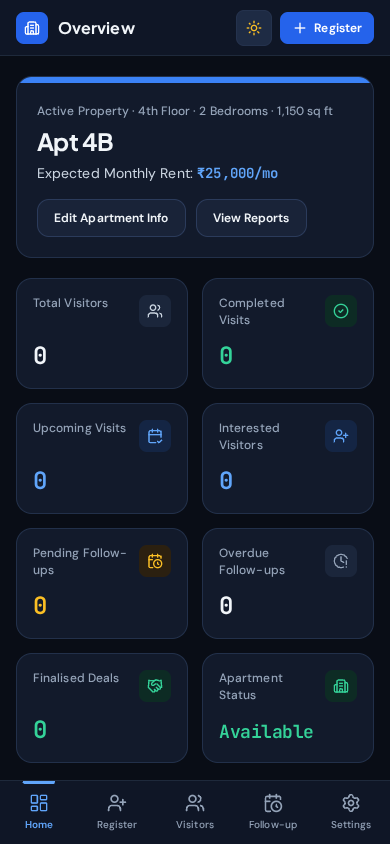 Overview
Register
Active Property · 4th Floor · 2 Bedrooms · 1,150 sq ft
Apt 4B
Expected Monthly Rent: ₹25,000/mo
Edit Apartment Info
View Reports
Total Visitors
0
Completed
Visits
0
Upcoming Visits
0
Interested
Visitors
0
Pending Follow-
ups
0
Overdue
Follow-ups
0
Finalised Deals
0
Apartment
Status
Available
Home
Register
Visitors
Follow-up
Settings